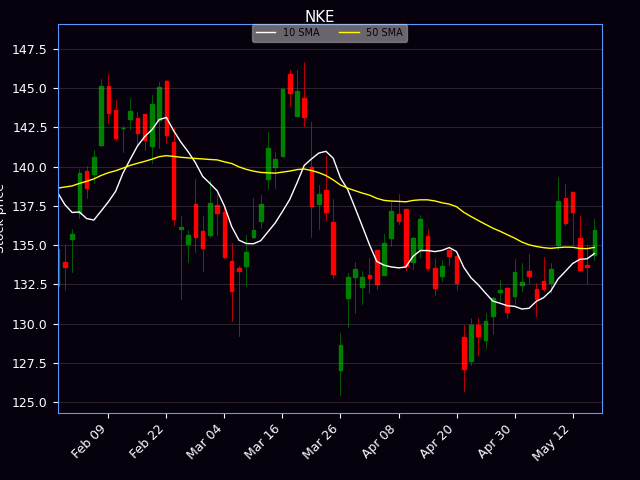 NKE
10 SMA
50 SMA
Stock price
147.5
145.0
142.5
140.0
137.5
135.0
132.5
130.0
127.5
125.0
Feb 09
Feb 22
Mar 04
Mar 16
Mar 26
Apr 08
Apr 20
Apr 30
May 12